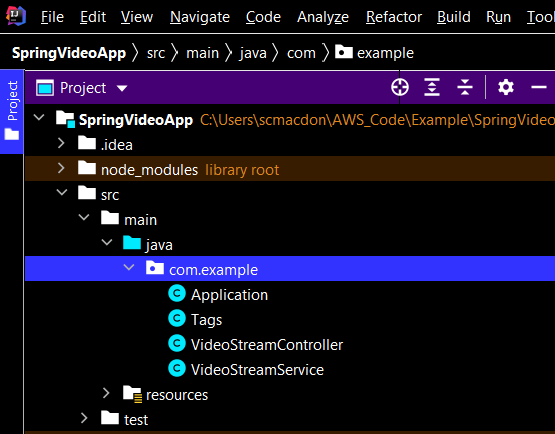 File Edit View Navigate Code Analyze Refactor Build Run
SpringVideoApp src main java com example
Project
Project
SpringVideoApp C:\Users\scmacdon\AWS_Code\Example\SpringVideo
.idea
node_modules library root
src
main
java
com.example
Application
Tags
VideoStreamController
VideoStreamService
resources
test